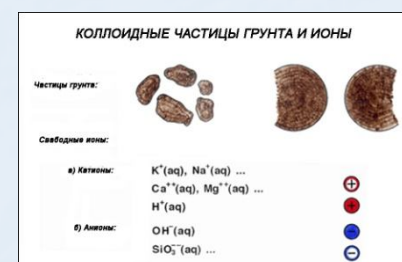 КОЛЛОИДНЫЕ ЧАСТИЦЫ ГРУНТА И ИОНЫ
Частицы грунта:
Свабодные ионы:
а) Катионы: K⁺(aq), Na⁺(aq) ...
Ca⁺⁺(aq), Mg⁺⁺(aq) ...
H⁺(aq)
б) Анионы: OH⁻(aq)
SiO₃⁻⁻(aq) ...